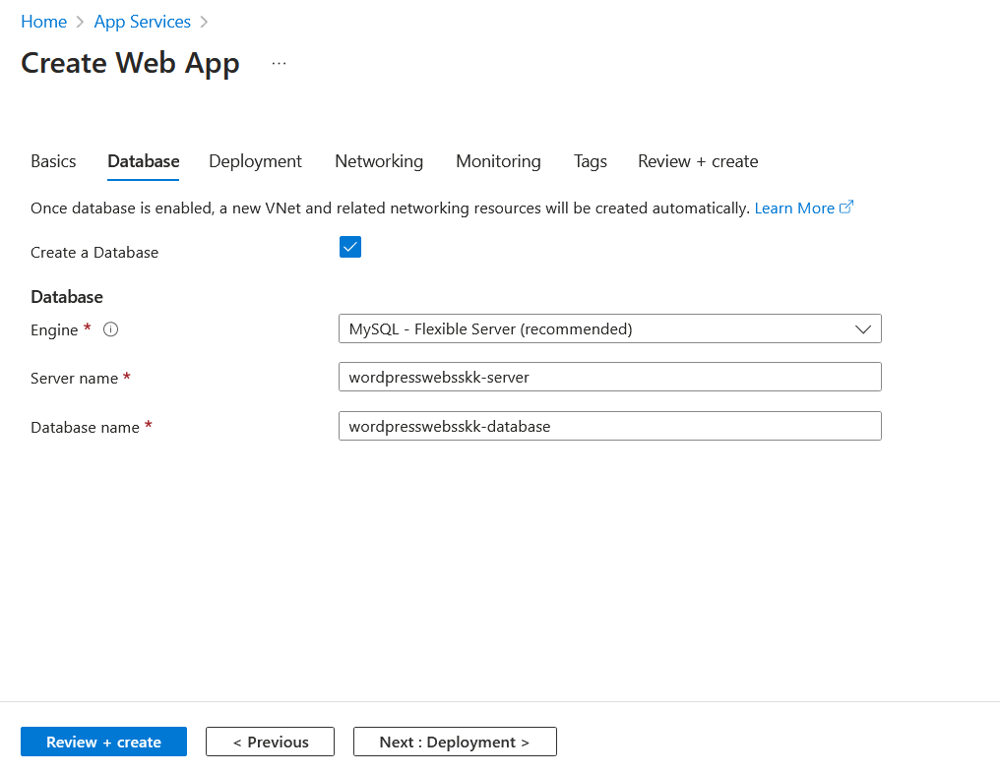 Home > App Services >
Create Web App ...
Basics Database Deployment Networking Monitoring Tags Review + create
Once database is enabled, a new VNet and related networking resources will be created automatically. Learn More
Create a Database
Database
Engine * MySQL - Flexible Server (recommended)
Server name * wordpresswebsskk-server
Database name * wordpresswebsskk-database
Review + create < Previous Next : Deployment >